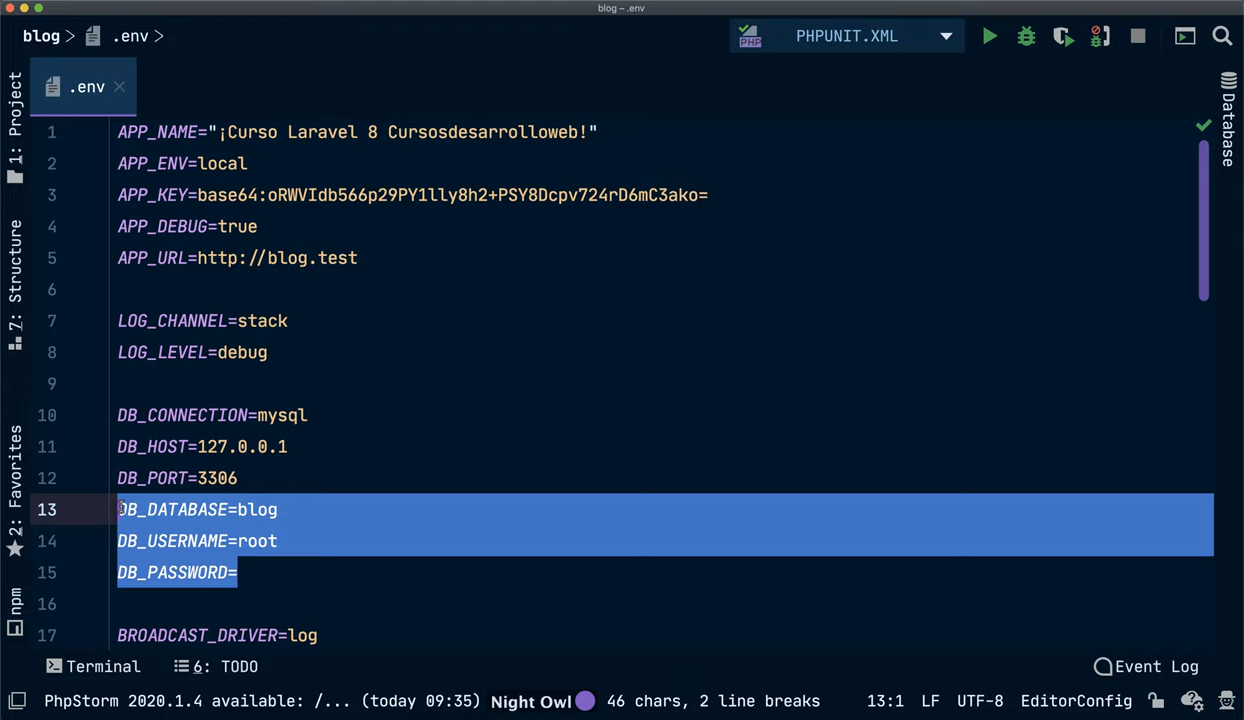 blog – .env
blog > .env >
PHPUNIT.XML
.env
1: Project
7: Structure
2: Favorites
npm
Database
1 APP_NAME="¡Curso Laravel 8 Cursosdesarrolloweb!"
2 APP_ENV=local
3 APP_KEY=base64:oRWVIdb566p29PY1lly8h2+PSY8Dcpv724rD6mC3ako=
4 APP_DEBUG=true
5 APP_URL=http://blog.test
6
7 LOG_CHANNEL=stack
8 LOG_LEVEL=debug
9
10 DB_CONNECTION=mysql
11 DB_HOST=127.0.0.1
12 DB_PORT=3306
13 DB_DATABASE=blog
14 DB_USERNAME=root
15 DB_PASSWORD=
16
17 BROADCAST_DRIVER=log
Terminal 6: TODO Event Log
PhpStorm 2020.1.4 available: /... (today 09:35) Night Owl 46 chars, 2 line breaks 13:1 LF UTF-8 EditorConfig